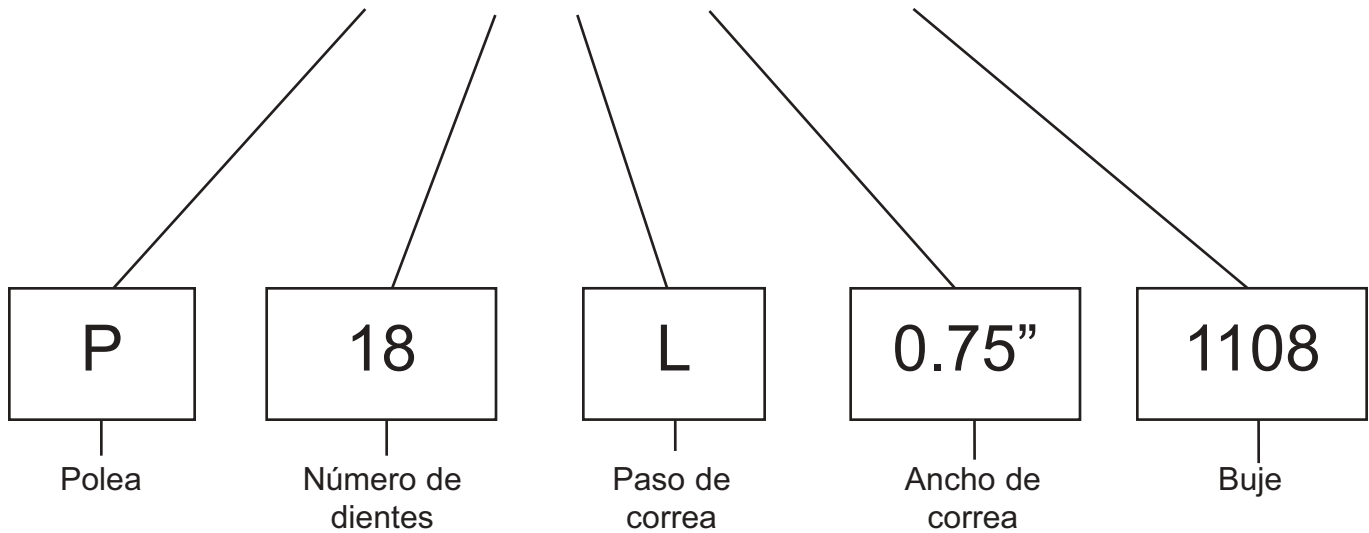 P 18 L 0.75” 1108
Polea Número de dientes Paso de correa Ancho de correa Buje